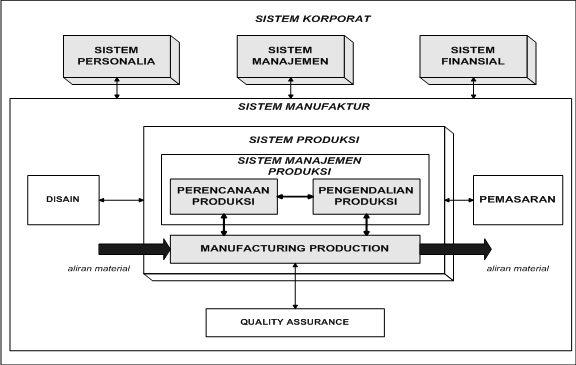 SISTEM KORPORAT
SISTEM
PERSONALIA
SISTEM
MANAJEMEN
SISTEM
FINANSIAL
SISTEM MANUFAKTUR
SISTEM PRODUKSI
SISTEM MANAJEMEN
PRODUKSI
PERENCANAAN
PRODUKSI
PENGENDALIAN
PRODUKSI
DISAIN
PEMASARAN
MANUFACTURING PRODUCTION
aliran material
aliran material
QUALITY ASSURANCE